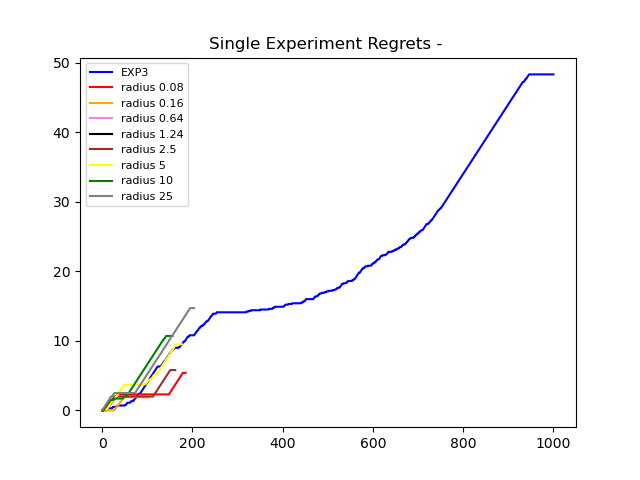 Single Experiment Regrets -
50
40
30
20
10
0
EXP3
radius 0.08
radius 0.16
radius 0.64
radius 1.24
radius 2.5
radius 5
radius 10
radius 25
0 200 400 600 800 1000